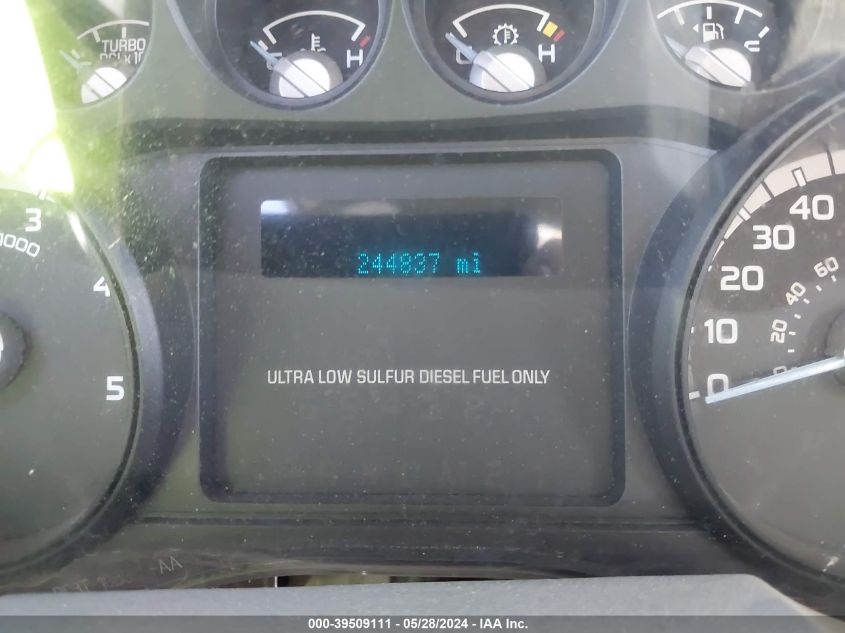 TURBO
H
H
3
4
5
244837 mi
ULTRA LOW SULFUR DIESEL FUEL ONLY
40
30
20
10
0
60
40
20
000-39509111 - 05/28/2024 - IAA Inc.